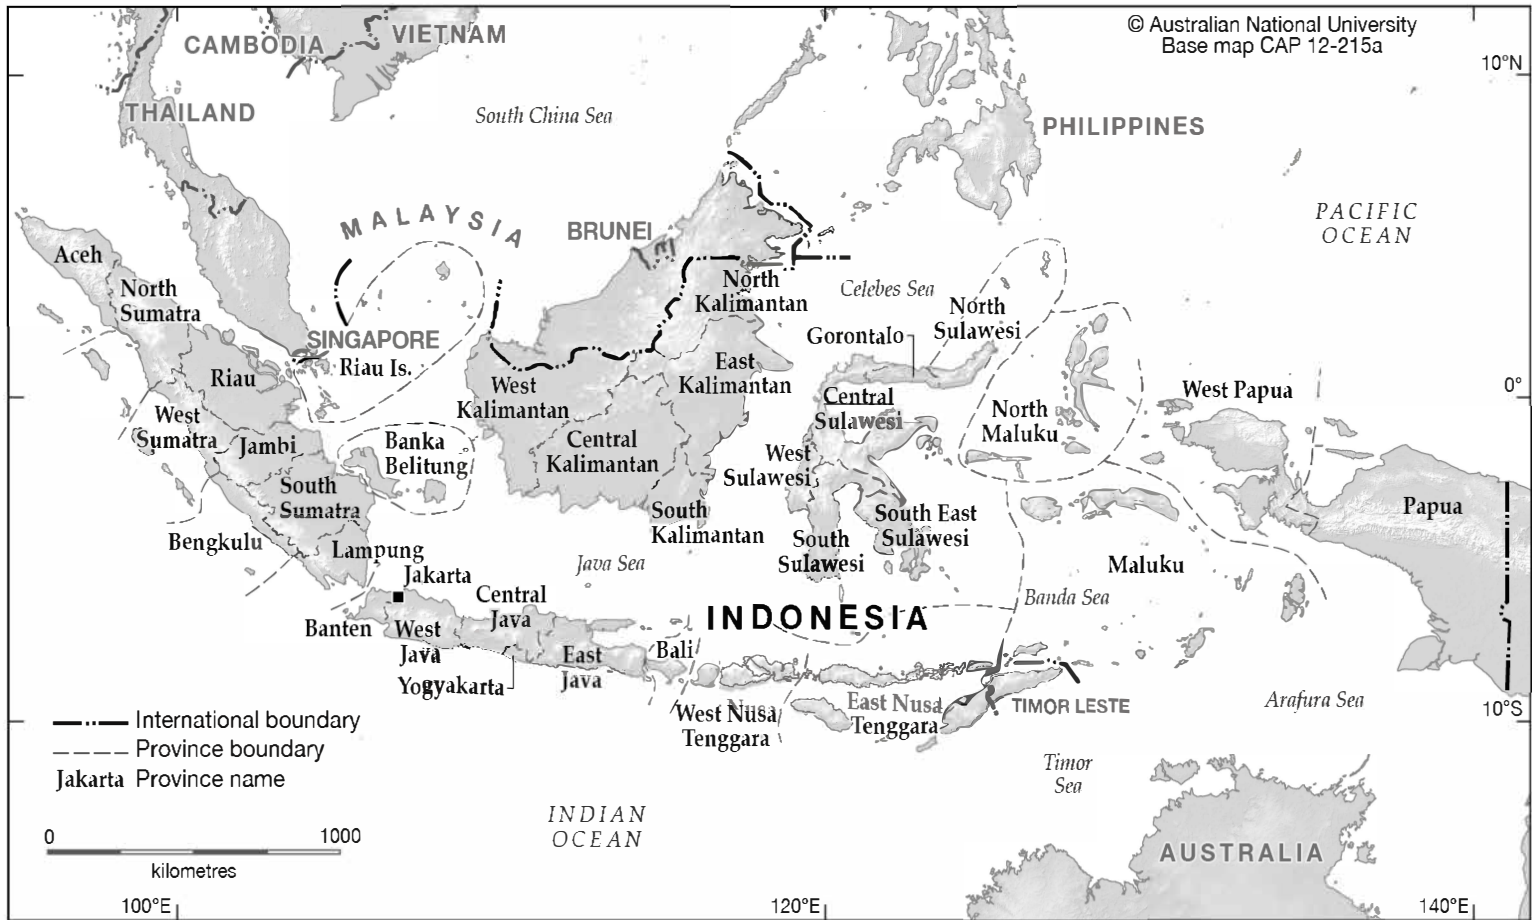 © Australian National University
Base map CAP 12-215a
CAMBODIA
VIETNAM
10°N
THAILAND
South China Sea
PHILIPPINES
PACIFIC
OCEAN
MALAYSIA
BRUNEI
Aceh
North
Sumatra
North
Kalimantan
Celebes Sea
North
Sulawesi
Gorontalo
SINGAPORE
Riau Is.
Riau
East
Kalimantan
West
Kalimantan
0°
West Papua
Central
Sulawesi
North
Maluku
West
Sumatra
Jambi
Banka
Belitung
Central
Kalimantan
West
Sulawesi
South
Sumatra
South
Kalimantan
South East
Sulawesi
Papua
Bengkulu
Lampung
South
Sulawesi
Java Sea
Maluku
Jakarta
Central
Java
Banda Sea
INDONESIA
Banten
West
Java
va
East
Java
Bali
Yogyakarta
West Nusa
Tenggara
East Nusa
Tenggara
TIMOR LESTE
Arafura Sea
10°S
International boundary
Province boundary
Jakarta Province name
Timor
Sea
INDIAN
OCEAN
0 1000
kilometres
AUSTRALIA
100°E
120°E
140°E